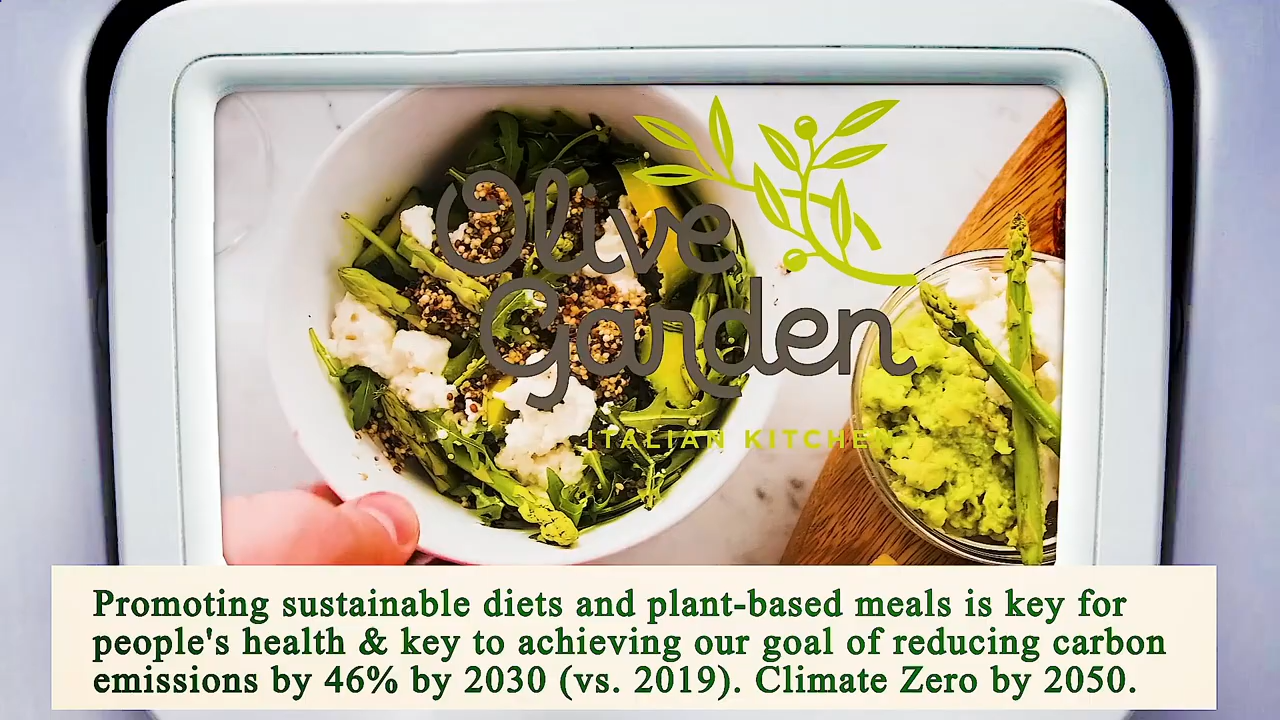 Olive
Garden
ITALIAN KITCHEN
Promoting sustainable diets and plant-based meals is key for
people's health & key to achieving our goal of reducing carbon
emissions by 46% by 2030 (vs. 2019). Climate Zero by 2050.